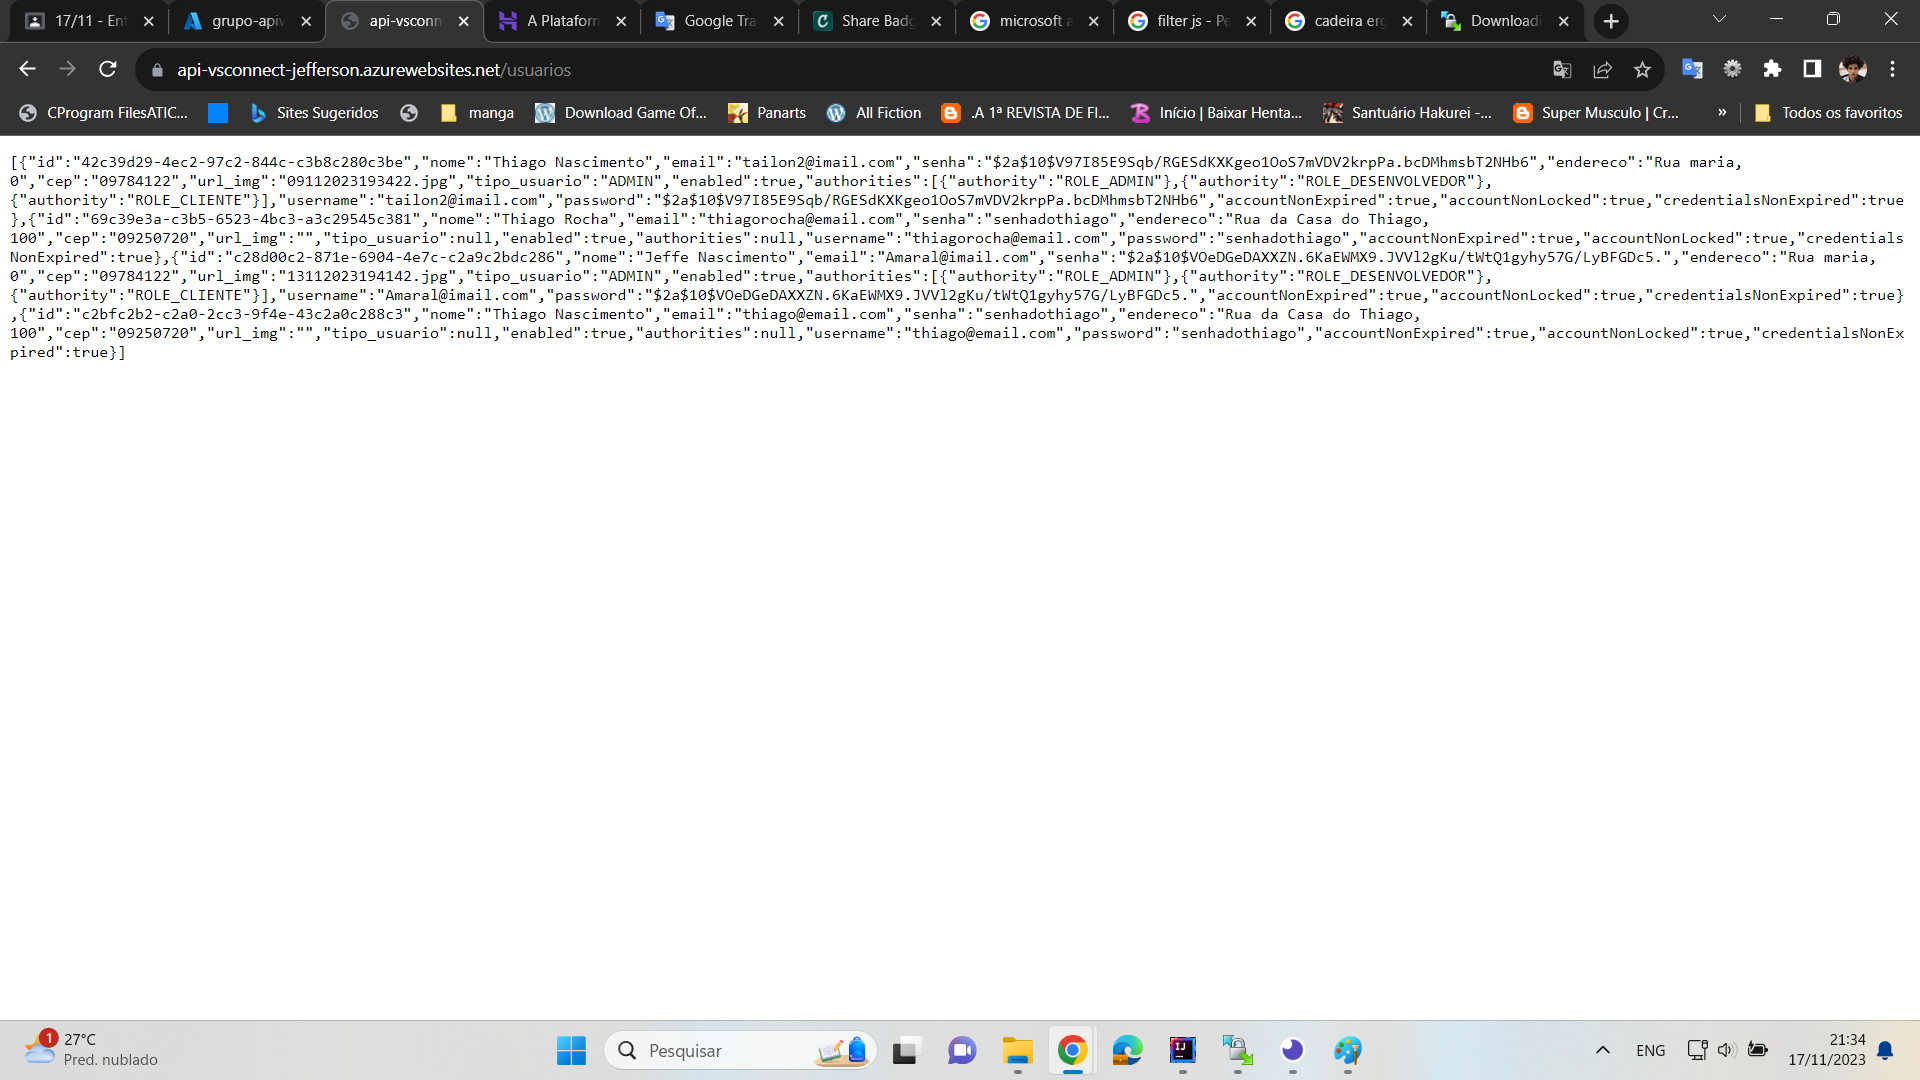 17/11 - Ent
grupo-apiv
api-vsconn
A Plataform
Google Tra
Share Badg
microsoft a
filter js - Pe
cadeira erg
Downloadi
api-vsconnect-jefferson.azurewebsites.net/usuarios
CProgram FilesATIC...
Sites Sugeridos
manga
Download Game Of...
Panarts
All Fiction
.A 1ª REVISTA DE FI...
Início | Baixar Henta...
Santuário Hakurei -...
Super Musculo | Cr...
»
Todos os favoritos
[{"id":"42c39d29-4ec2-97c2-844c-c3b8c280c3be","nome":"Thiago Nascimento","email":"tailon2@imail.com","senha":"$2a$10$V97I85E9Sqb/RGESdKXKgeo1OoS7mVDV2krpPa.bcDMhmsbT2NHb6","endereco":"Rua maria,
0","cep":"09784122","url_img":"09112023193422.jpg","tipo_usuario":"ADMIN","enabled":true,"authorities":[{"authority":"ROLE_ADMIN"},{"authority":"ROLE_DESENVOLVEDOR"},
{"authority":"ROLE_CLIENTE"}],"username":"tailon2@imail.com","password":"$2a$10$V97I85E9Sqb/RGESdKXKgeo1OoS7mVDV2krpPa.bcDMhmsbT2NHb6","accountNonExpired":true,"accountNonLocked":true,"credentialsNonExpired":true
},{"id":"69c39e3a-c3b5-6523-4bc3-a3c29545c381","nome":"Thiago Rocha","email":"thiagorocha@email.com","senha":"senhadothiago","endereco":"Rua da Casa do Thiago,
100","cep":"09250720","url_img":"","tipo_usuario":null,"enabled":true,"authorities":null,"username":"thiagorocha@email.com","password":"senhadothiago","accountNonExpired":true,"accountNonLocked":true,"credentials
NonExpired":true},{"id":"c28d00c2-871e-6904-4e7c-c2a9c2bdc286","nome":"Jeffe Nascimento","email":"Amaral@imail.com","senha":"$2a$10$VOeDGeDAXXZN.6KaEWMX9.JVVl2gKu/tWtQ1gyhy57G/LyBFGDc5.","endereco":"Rua maria,
0","cep":"09784122","url_img":"13112023194142.jpg","tipo_usuario":"ADMIN","enabled":true,"authorities":[{"authority":"ROLE_ADMIN"},{"authority":"ROLE_DESENVOLVEDOR"},
{"authority":"ROLE_CLIENTE"}],"username":"Amaral@imail.com","password":"$2a$10$VOeDGeDAXXZN.6KaEWMX9.JVVl2gKu/tWtQ1gyhy57G/LyBFGDc5.","accountNonExpired":true,"accountNonLocked":true,"credentialsNonExpired":true}
,{"id":"c2bfc2b2-c2a0-2cc3-9f4e-43c2a0c288c3","nome":"Thiago Nascimento","email":"thiago@email.com","senha":"senhadothiago","endereco":"Rua da Casa do Thiago,
100","cep":"09250720","url_img":"","tipo_usuario":null,"enabled":true,"authorities":null,"username":"thiago@email.com","password":"senhadothiago","accountNonExpired":true,"accountNonLocked":true,"credentialsNonEx
pired":true}]
1
27°C
Pred. nublado
Pesquisar
ENG
21:34
17/11/2023